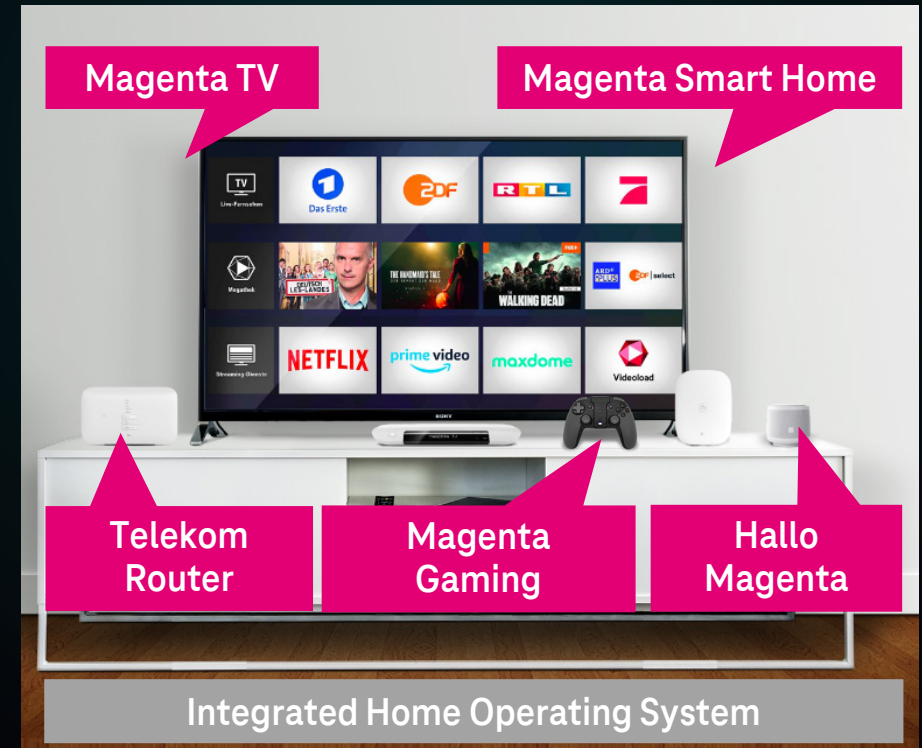 Magenta TV
Magenta Smart Home
TV
Live-Fernsehen
Das Erste
ZDF
RTL
Megathek
DEUTSCH
LES-LANDES
THE HANDMAID'S TALE
THE
WALKING DEAD
ARD
PLUS
ZDF select
Streaming Dienste
NETFLIX
prime video
maxdome
Videoload
SONY
Telekom
Router
Magenta
Gaming
Hallo
Magenta
Integrated Home Operating System